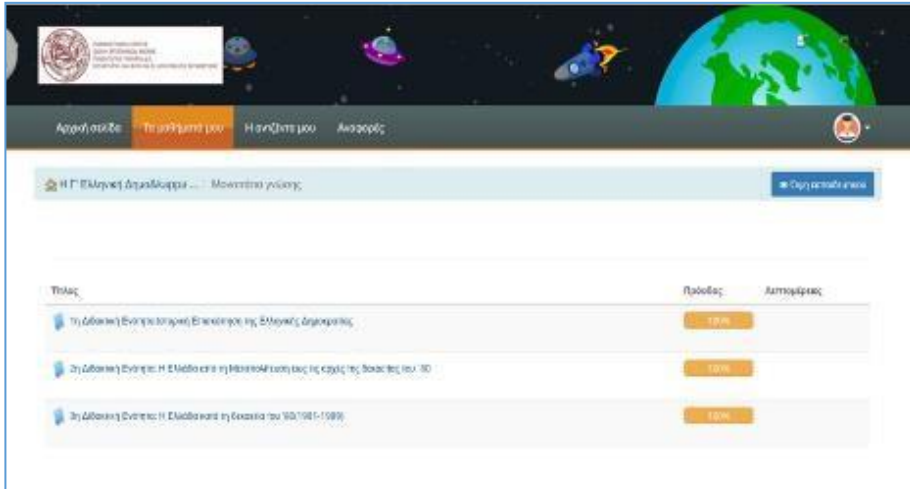 Αρχική σελίδα Τα μαθήματά μου Η ατζέντα μου Αναφορές
Η Γ' Ελληνική Δημοκρατία ... Μονοπάτια γνώσης
Τίτλος Πρόοδος Λεπτομέρειες
1η Διδακτική Ενότητα: Ιστορική Επισκόπηση της Ελληνικής Δημοκρατίας 100%
2η Διδακτική Ενότητα: Η Ελλάδα από τη Μεταπολίτευση έως τις αρχές της δεκαετίας του '80 100%
3η Διδακτική Ενότητα: Η Ελλάδα κατά τη δεκαετία του '80(1981-1989) 100%